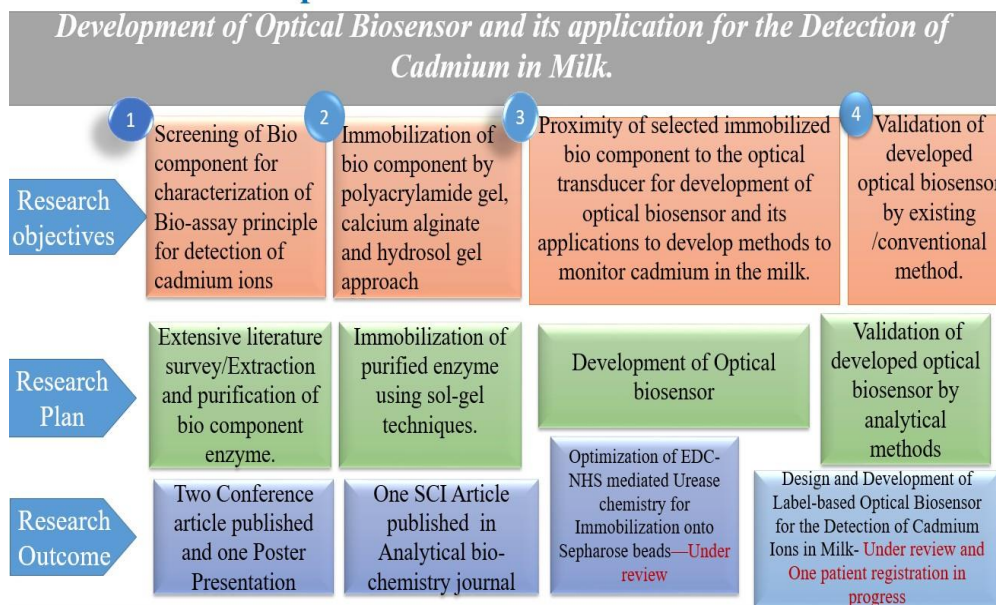 Development of Optical Biosensor and its application for the Detection of
Cadmium in Milk.
1
Screening of Bio
component for
characterization of
Bio-assay principle
for detection of
cadmium ions
2
Immobilization of
bio component by
polyacrylamide gel,
calcium alginate
and hydrosol gel
approach
3
Proximity of selected immobilized
bio component to the optical
transducer for development of
optical biosensor and its
applications to develop methods to
monitor cadmium in the milk.
4
Validation of
developed
optical biosensor
by existing
/conventional
method.
Research
objectives
Research
Plan
Extensive literature
survey/Extraction
and purification of
bio component
enzyme.
Immobilization of
purified enzyme
using sol-gel
techniques.
Development of Optical
biosensor
Validation of
developed optical
biosensor by
analytical
methods
Research
Outcome
Two Conference
article published
and one Poster
Presentation
One SCI Article
published in
Analytical bio-
chemistry journal
Optimization of EDC-
NHS mediated Urease
chemistry for
Immobilization onto
Sepharose beads—Under
review
Design and Development of
Label-based Optical Biosensor
for the Detection of Cadmium
Ions in Milk- Under review and
One patient registration in
progress